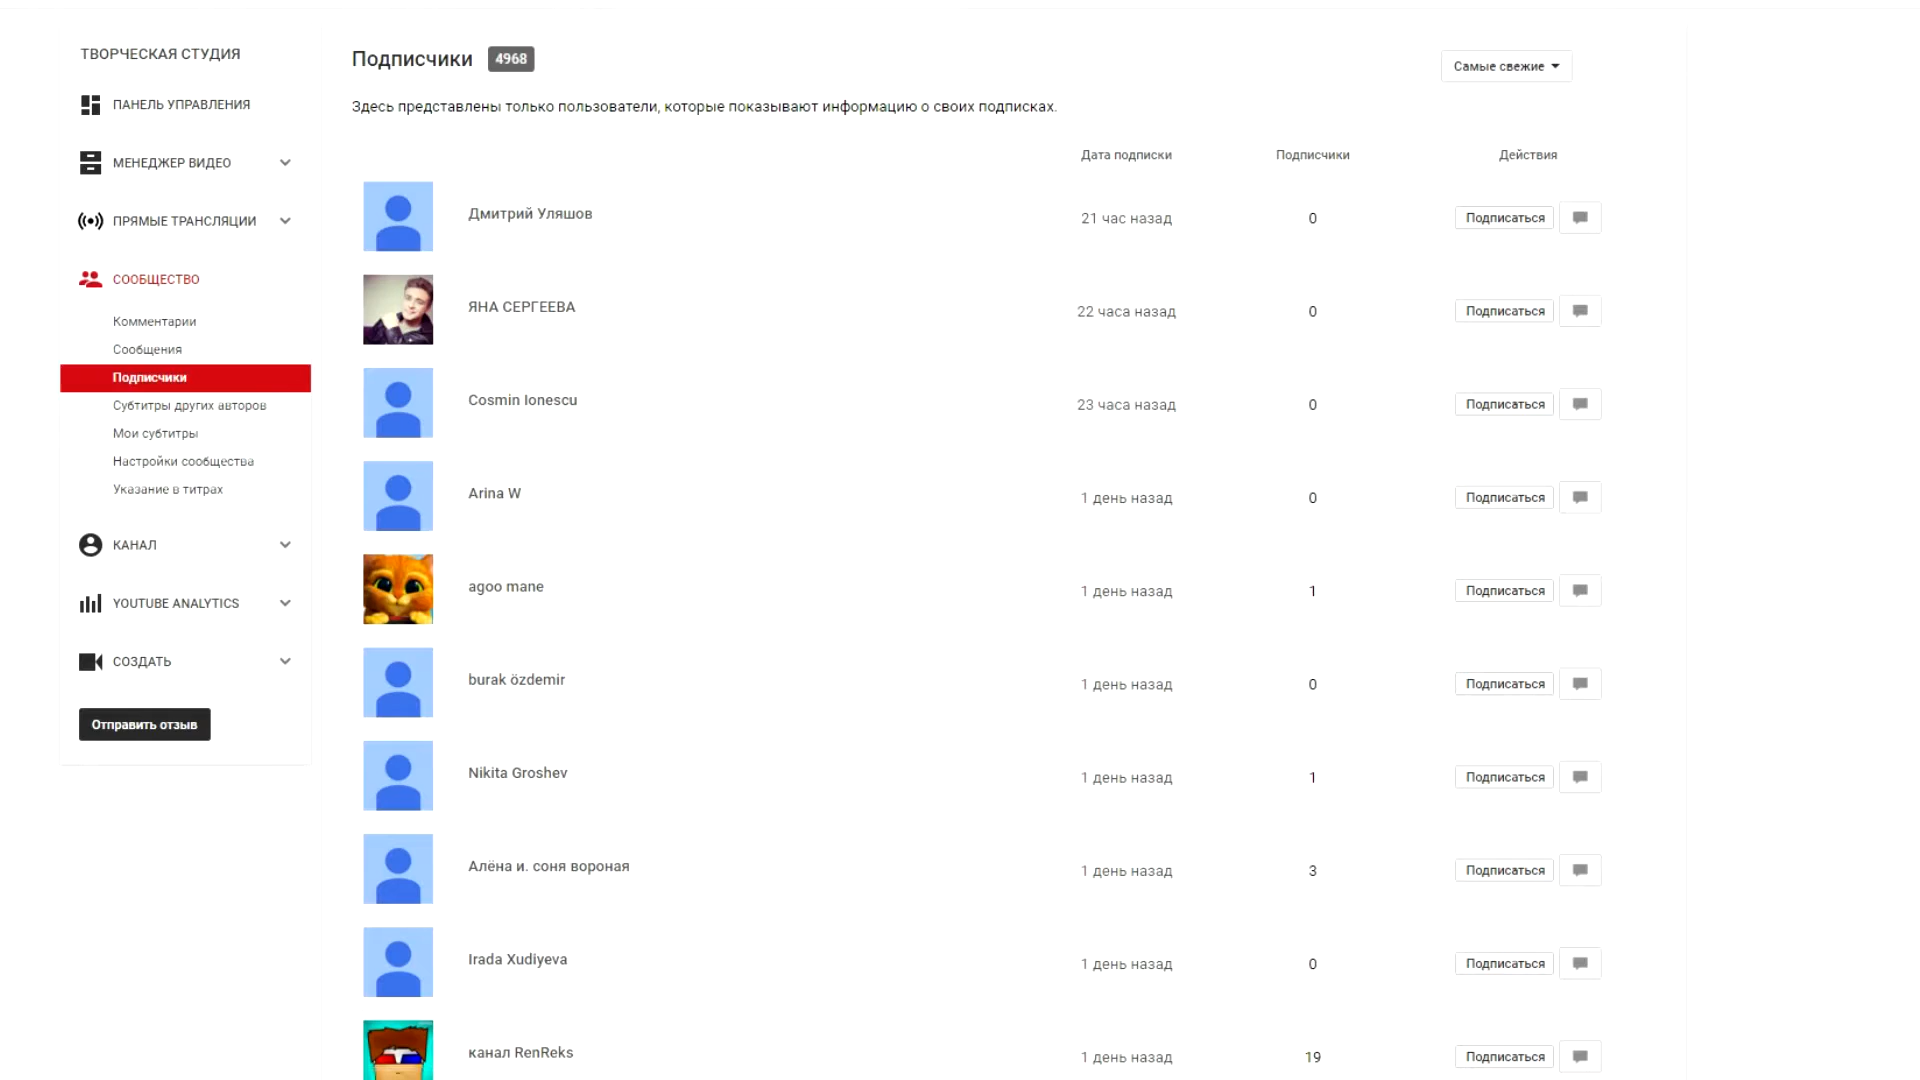 ТВОРЧЕСКАЯ СТУДИЯ
ПАНЕЛЬ УПРАВЛЕНИЯ
МЕНЕДЖЕР ВИДЕО
ПРЯМЫЕ ТРАНСЛЯЦИИ
СООБЩЕСТВО
Комментарии
Сообщения
Подписчики
Субтитры других авторов
Мои субтитры
Настройки сообщества
Указание в титрах
КАНАЛ
YOUTUBE ANALYTICS
СОЗДАТЬ
Отправить отзыв
Подписчики 4968
Самые свежие
Здесь представлены только пользователи, которые показывают информацию о своих подписках.
Дата подписки Подписчики Действия
Дмитрий Уляшов 21 час назад 0 Подписаться
ЯНА СЕРГЕЕВА 22 часа назад 0 Подписаться
Cosmin Ionescu 23 часа назад 0 Подписаться
Arina W 1 день назад 0 Подписаться
agoo mane 1 день назад 1 Подписаться
burak özdemir 1 день назад 0 Подписаться
Nikita Groshev 1 день назад 1 Подписаться
Алёна и. соня вороная 1 день назад 3 Подписаться
Irada Xudiyeva 1 день назад 0 Подписаться
канал RenReks 1 день назад 19 Подписаться